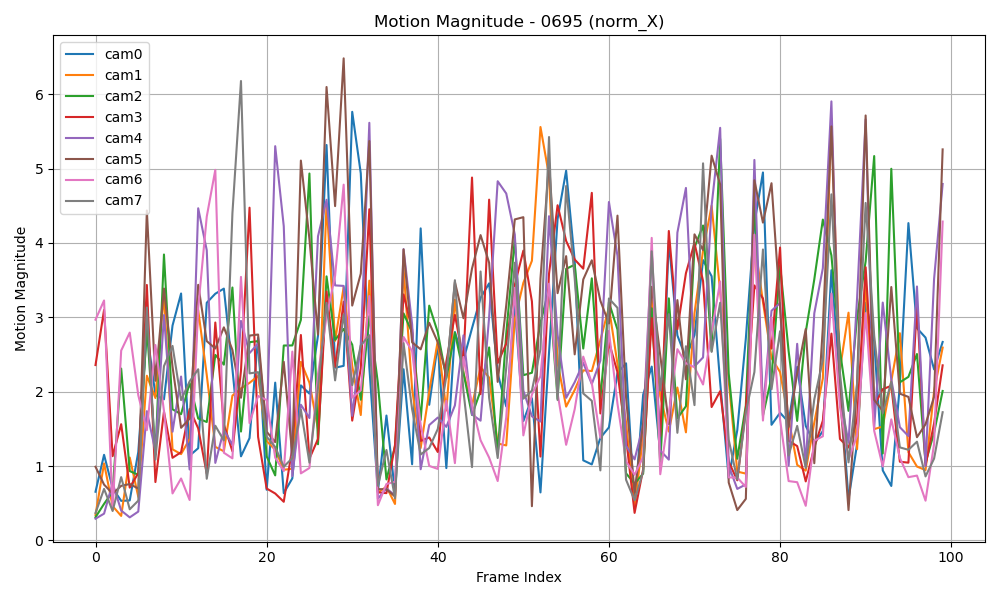 Motion Magnitude - 0695 (norm_X)
cam0
cam1
cam2
cam3
cam4
cam5
cam6
cam7
Motion Magnitude
6
5
4
3
2
1
0
0 20 40 60 80 100
Frame Index